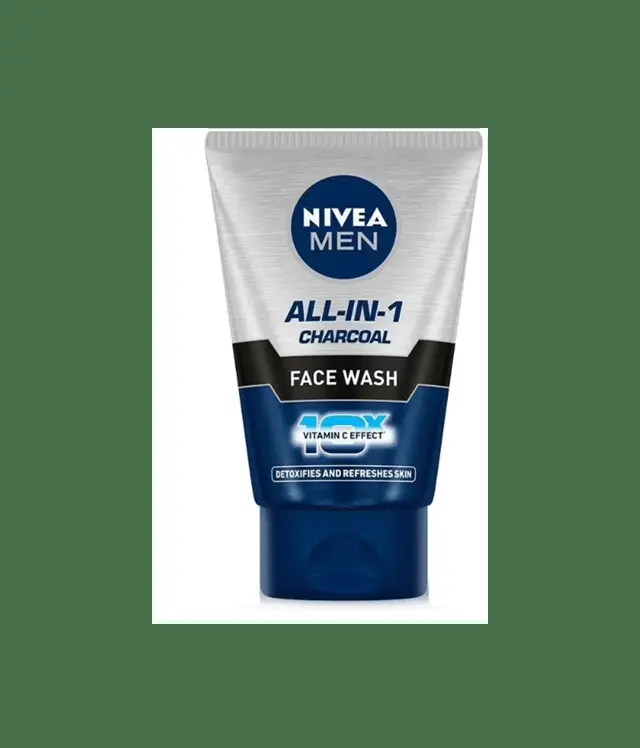 NIVEA
MEN
ALL-IN-1
CHARCOAL
FACE WASH
10X
VITAMIN C EFFECT*
DETOXIFIES AND REFRESHES SKIN